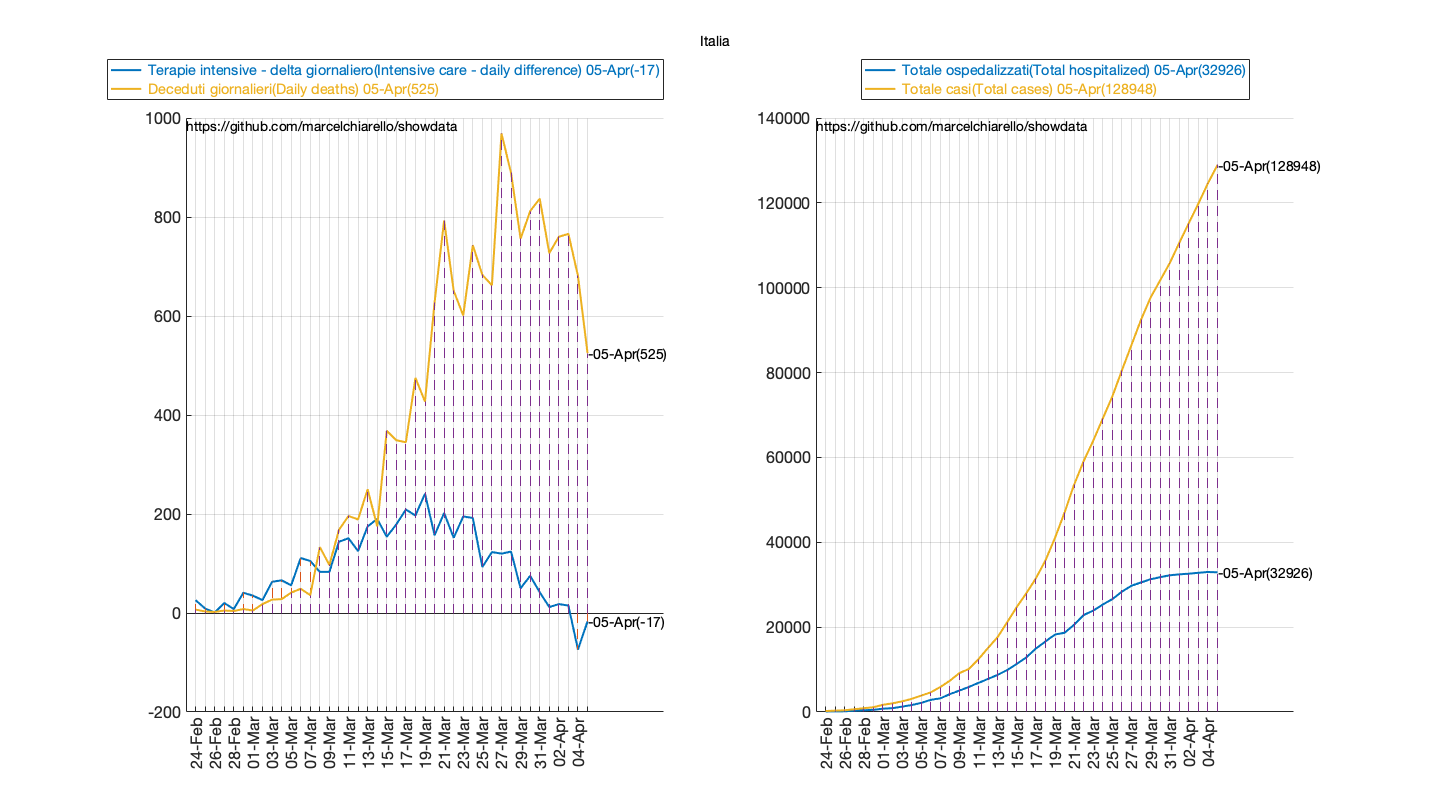 Italia
Terapie intensive - delta giornaliero(Intensive care - daily difference) 05-Apr(-17)
Deceduti giornalieri(Daily deaths) 05-Apr(525)
1000
https://github.com/marcelchiarello/showdata
800
600
400
200
0
-200
-05-Apr(525)
-05-Apr(-17)
24-Feb
26-Feb
28-Feb
01-Mar
03-Mar
05-Mar
07-Mar
09-Mar
11-Mar
13-Mar
15-Mar
17-Mar
19-Mar
21-Mar
23-Mar
25-Mar
27-Mar
29-Mar
31-Mar
02-Apr
04-Apr
Totale ospedalizzati(Total hospitalized) 05-Apr(32926)
Totale casi(Total cases) 05-Apr(128948)
140000
https://github.com/marcelchiarello/showdata
120000
100000
80000
60000
40000
20000
0
-05-Apr(128948)
-05-Apr(32926)
24-Feb
26-Feb
28-Feb
01-Mar
03-Mar
05-Mar
07-Mar
09-Mar
11-Mar
13-Mar
15-Mar
17-Mar
19-Mar
21-Mar
23-Mar
25-Mar
27-Mar
29-Mar
31-Mar
02-Apr
04-Apr